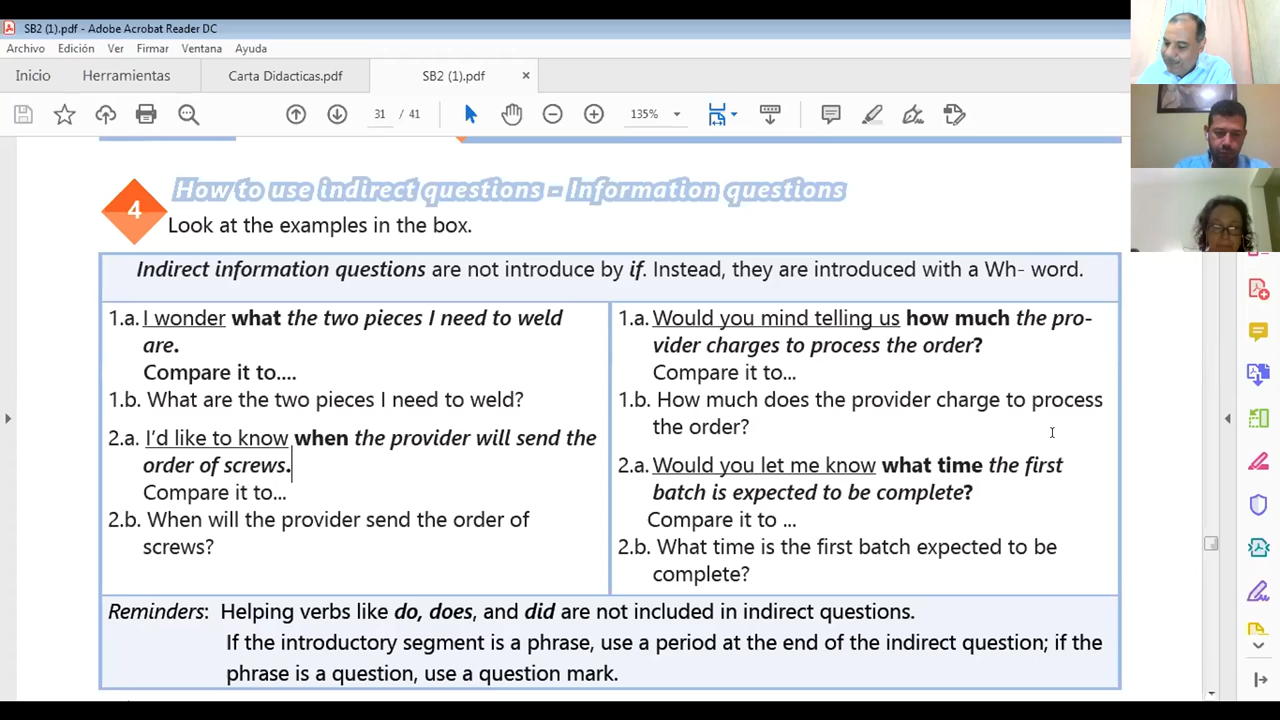 SB2 (1).pdf - Adobe Acrobat Reader DC
Archivo Edición Ver Firmar Ventana Ayuda
Inicio Herramientas Carta Didacticas.pdf SB2 (1).pdf ×
31 / 41 135%
4 How to use indirect questions - Information questions
Look at the examples in the box.
Indirect information questions are not introduce by if. Instead, they are introduced with a Wh- word.
1.a. I wonder what the two pieces I need to weld
are.
Compare it to....
1.b. What are the two pieces I need to weld?
2.a. I'd like to know when the provider will send the
order of screws.
Compare it to...
2.b. When will the provider send the order of
screws?
1.a. Would you mind telling us how much the pro-
vider charges to process the order?
Compare it to...
1.b. How much does the provider charge to process
the order?
2.a. Would you let me know what time the first
batch is expected to be complete?
Compare it to ...
2.b. What time is the first batch expected to be
complete?
Reminders: Helping verbs like do, does, and did are not included in indirect questions.
If the introductory segment is a phrase, use a period at the end of the indirect question; if the
phrase is a question, use a question mark.